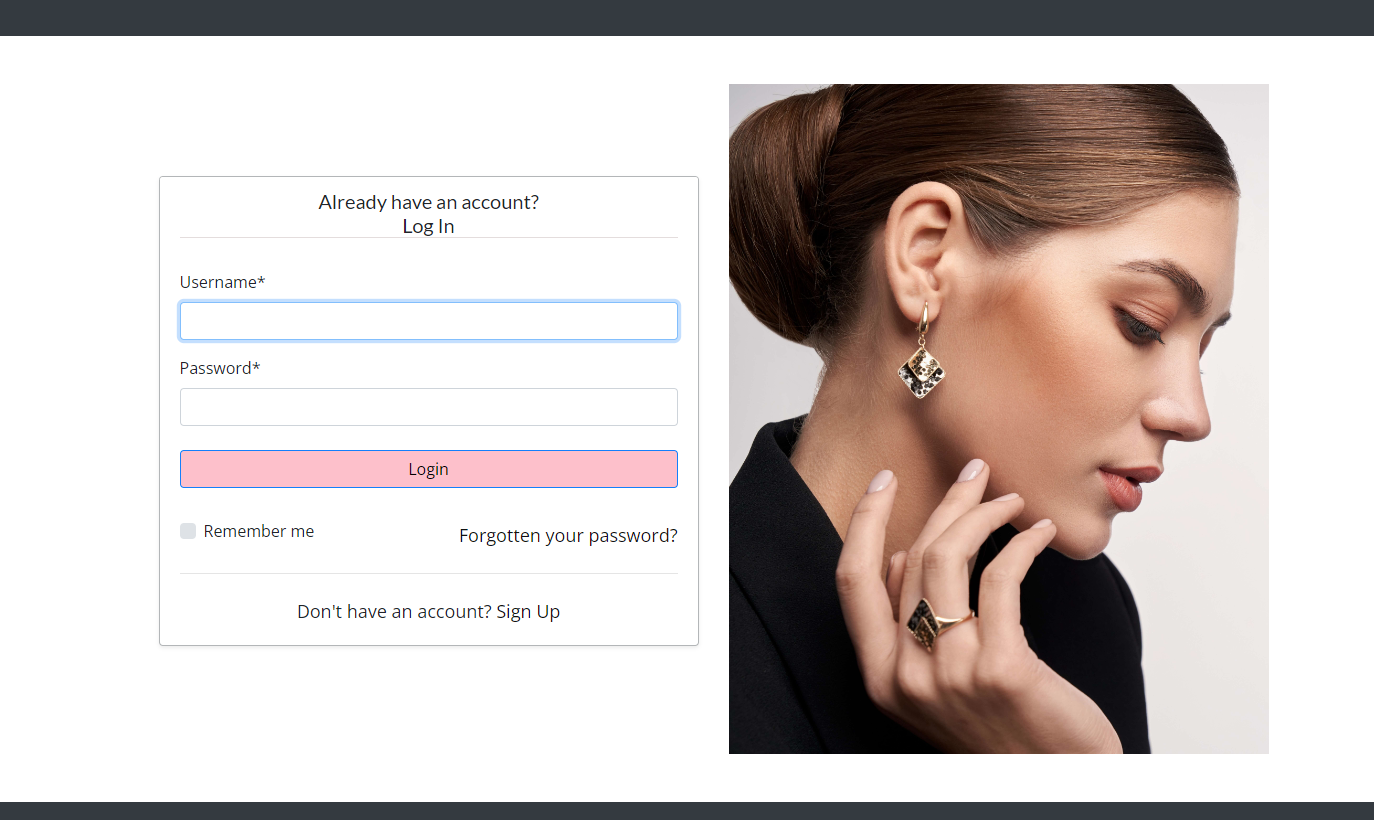 Already have an account?
Log In
Username*
Password*
Login
Remember me
Forgotten your password?
Don't have an account? Sign Up